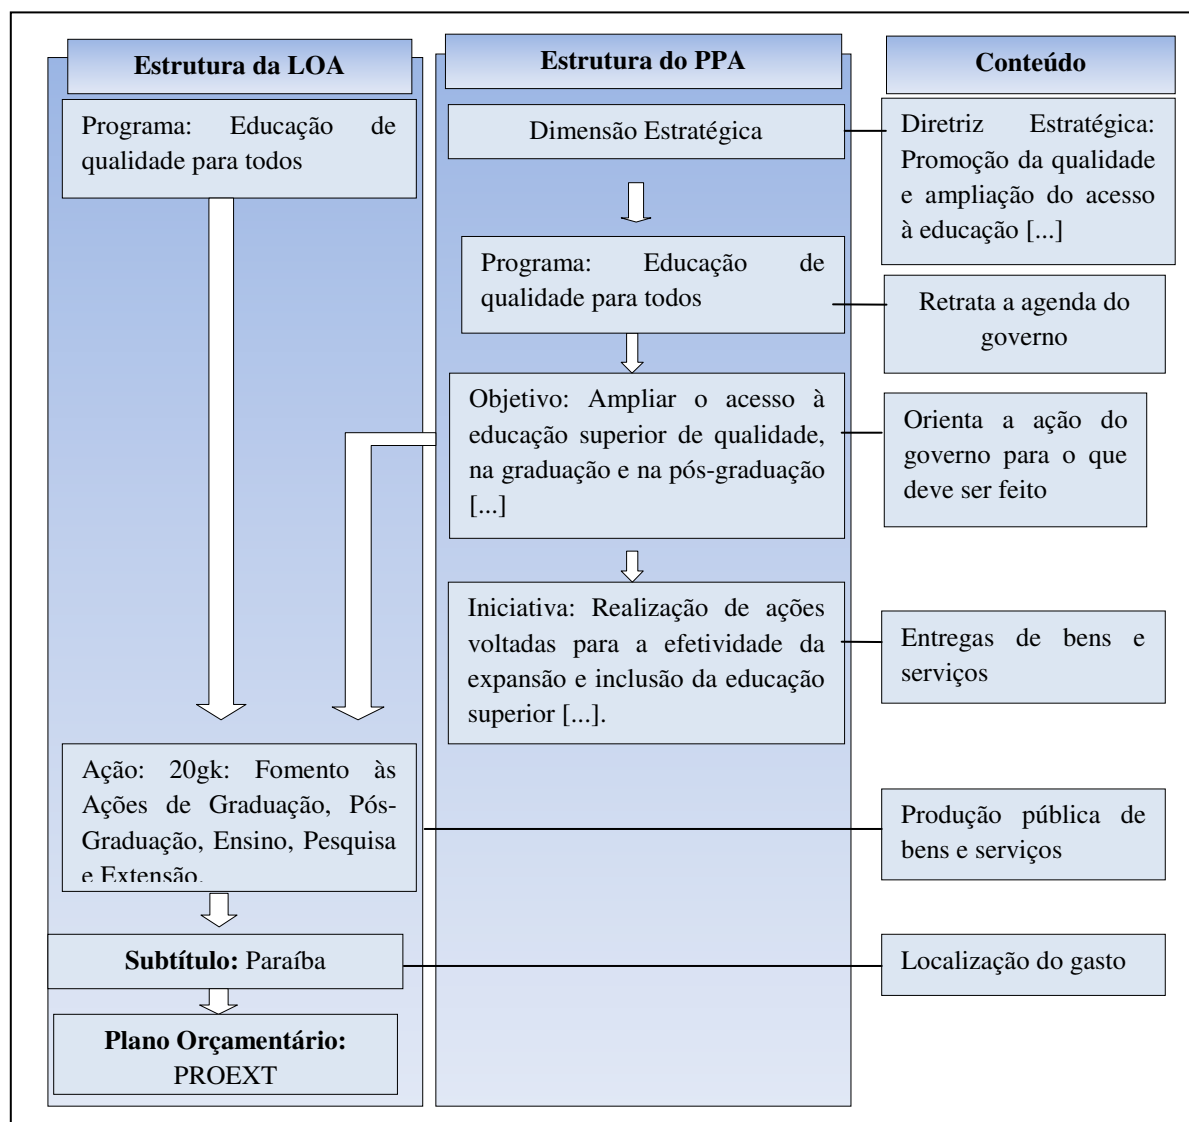 Estrutura da LOA
Programa: Educação de
qualidade para todos
Ação: 20gk: Fomento às
Ações de Graduação, Pós-
Graduação, Ensino, Pesquisa
e Extensão.
Subtítulo: Paraíba
Plano Orçamentário:
PROEXT
Estrutura do PPA
Dimensão Estratégica
Programa: Educação de
qualidade para todos
Objetivo: Ampliar o acesso à
educação superior de qualidade,
na graduação e na pós-graduação
[...]
Iniciativa: Realização de ações
voltadas para a efetividade da
expansão e inclusão da educação
superior [...].
Conteúdo
Diretriz Estratégica:
Promoção da qualidade
e ampliação do acesso
à educação [...]
Retrata a agenda do
governo
Orienta a ação do
governo para o que
deve ser feito
Entregas de bens e
serviços
Produção pública de
bens e serviços
Localização do gasto